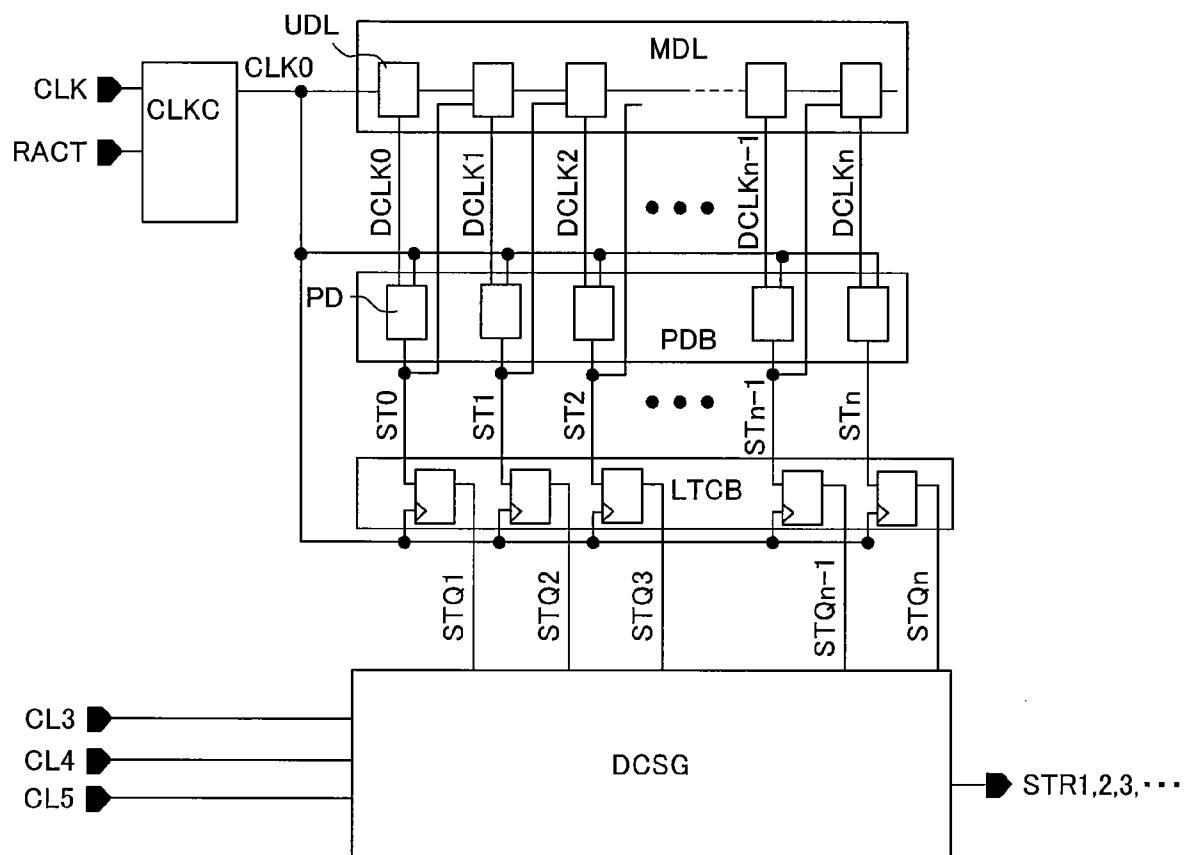 UDL
MDL
CLK0
CLK
CLKC
RACT
DCLK0
DCLK1
DCLK2
DCLKn-1
DCLKn
PD
PDB
ST0
ST1
ST2
STn-1
STn
LTCB
STQ1
STQ2
STQ3
STQn-1
STQn
CL3
CL4
CL5
DCSG
STR1,2,3,···